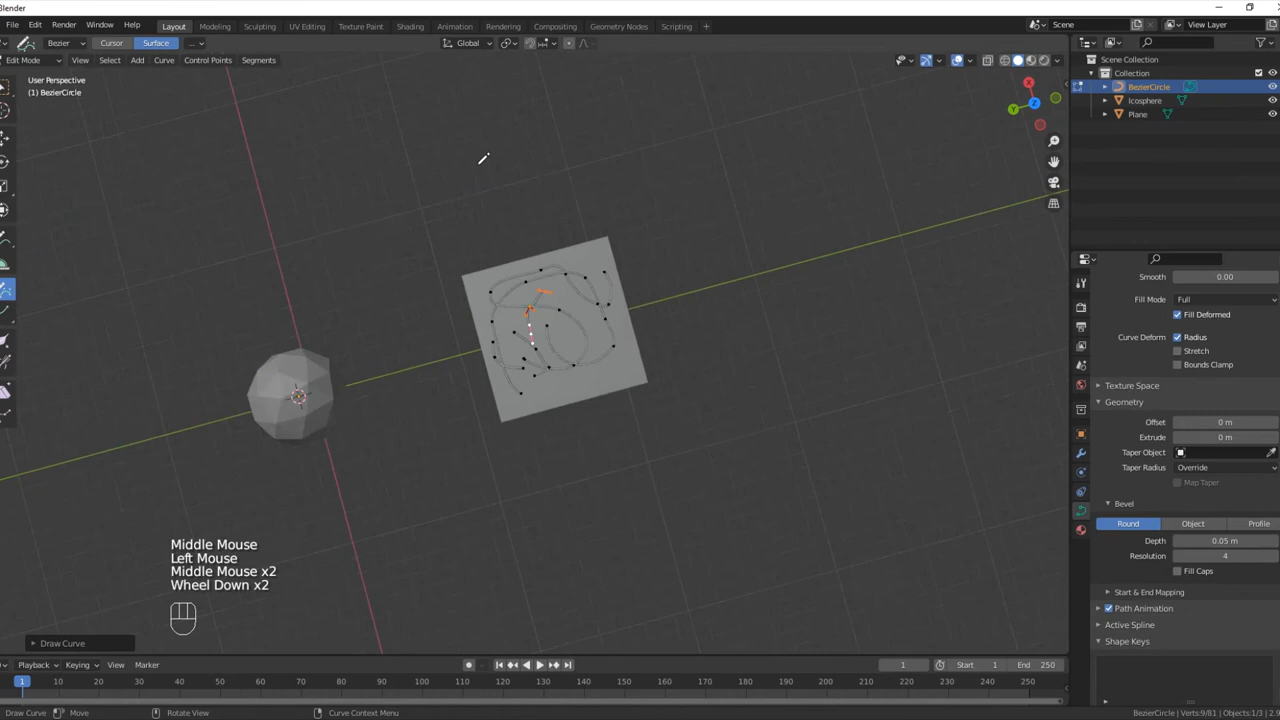 Blender
File Edit Render Window Help Layout Modeling Sculpting UV Editing Texture Paint Shading Animation Rendering Compositing Geometry Nodes Scripting + Scene View Layer
Bezier Cursor Surface ... Global
Edit Mode View Select Add Curve Control Points Segments
User Perspective
(1) BezierCircle
X
Y
Z
Scene Collection
Collection
BezierCircle
Icosphere
Plane
Smooth 0.00
Fill Mode Full
Fill Deformed
Curve Deform Radius
Stretch
Bounds Clamp
Texture Space
Geometry
Offset 0 m
Extrude 0 m
Taper Object
Taper Radius Override
Map Taper
Bevel
Round Object Profile
Depth 0.05 m
Resolution 4
Fill Caps
Start & End Mapping
Path Animation
Active Spline
Shape Keys
Middle Mouse
Left Mouse
Middle Mouse x2
Wheel Down x2
Draw Curve
Playback Keying View Marker 1 Start 1 End 250
1 10 20 30 40 50 60 70 80 90 100 110 120 130 140 150 160 170 180 190 200 210 220 230 240 250
Draw Curve Move Rotate View Curve Context Menu BezierCircle | Verts:9/81 | Objects:1/3 | 2.9